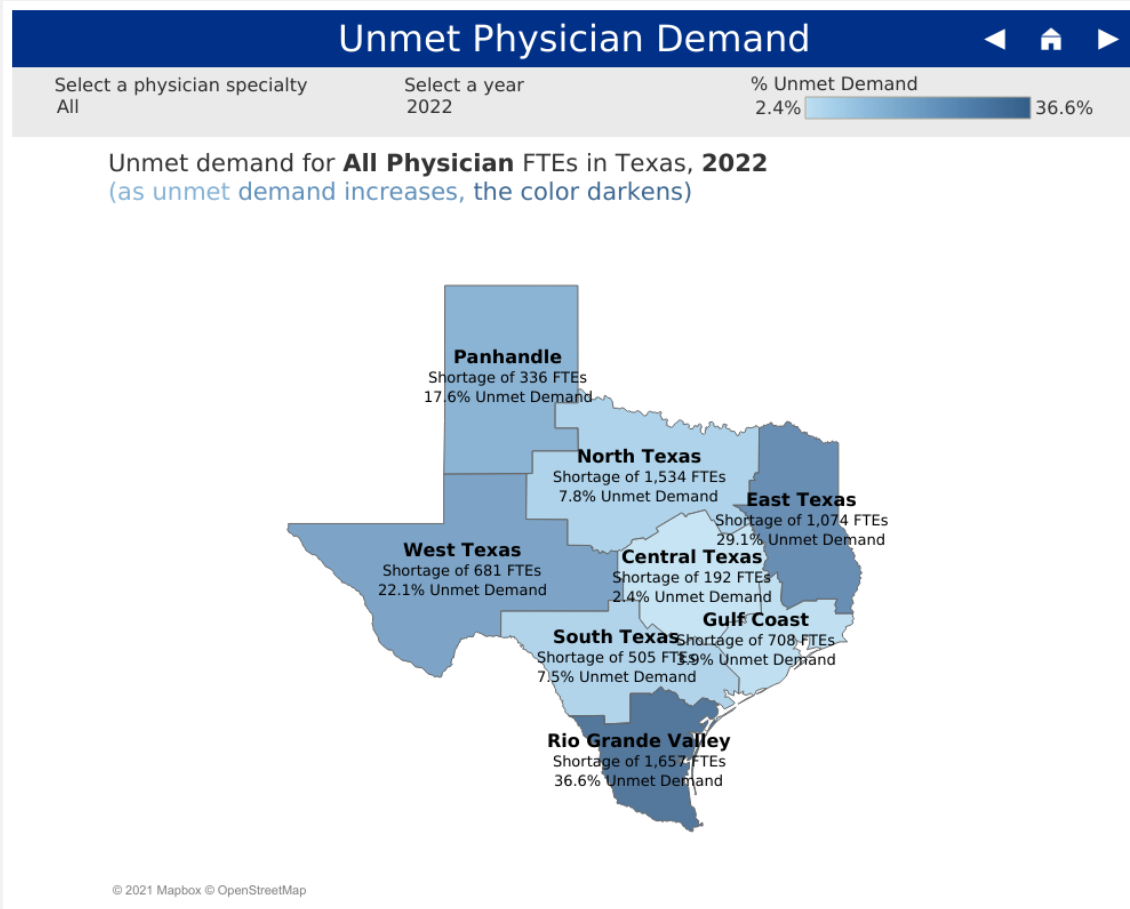 Unmet Physician Demand
Select a physician specialty
All
Select a year
2022
% Unmet Demand
2.4%
36.6%
Unmet demand for All Physician FTEs in Texas, 2022
(as unmet demand increases, the color darkens)
Panhandle
Shortage of 336 FTEs
17.6% Unmet Demand
North Texas
Shortage of 1,534 FTEs
7.8% Unmet Demand
East Texas
Shortage of 1,074 FTEs
29.1% Unmet Demand
West Texas
Shortage of 681 FTEs
22.1% Unmet Demand
Central Texas
Shortage of 192 FTEs
2.4% Unmet Demand
Gulf Coast
Shortage of 708 FTEs
3.9% Unmet Demand
South Texas
Shortage of 505 FTEs
7.5% Unmet Demand
Rio Grande Valley
Shortage of 1,657 FTEs
36.6% Unmet Demand
© 2021 Mapbox © OpenStreetMap